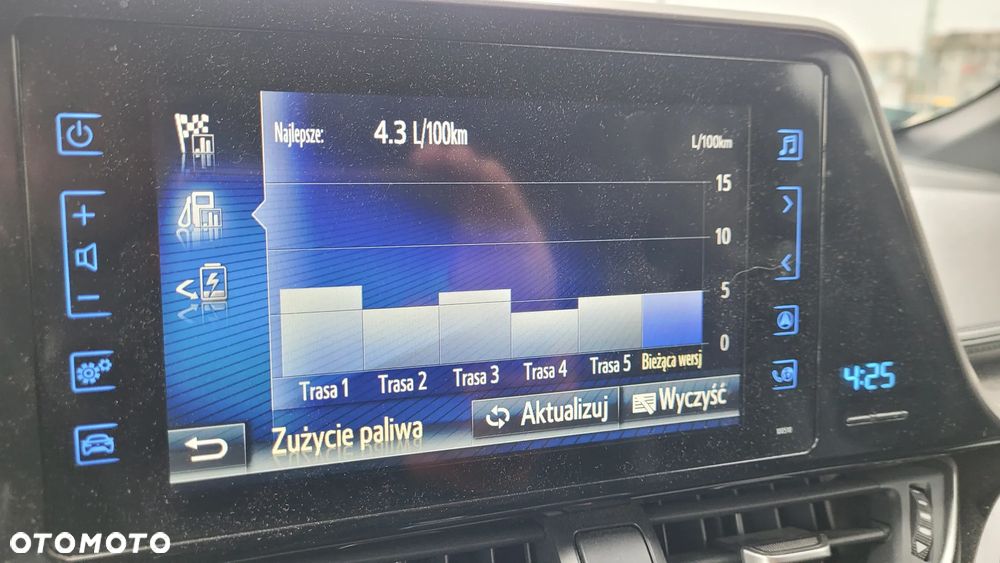 Najlepsze: 4.3 L/100km
L/100km
15
10
5
0
Trasa 1 Trasa 2 Trasa 3 Trasa 4 Trasa 5 Bieżąca wersj
Aktualizuj Wyczyść
Zużycie paliwa
4:25
OTOMOTO